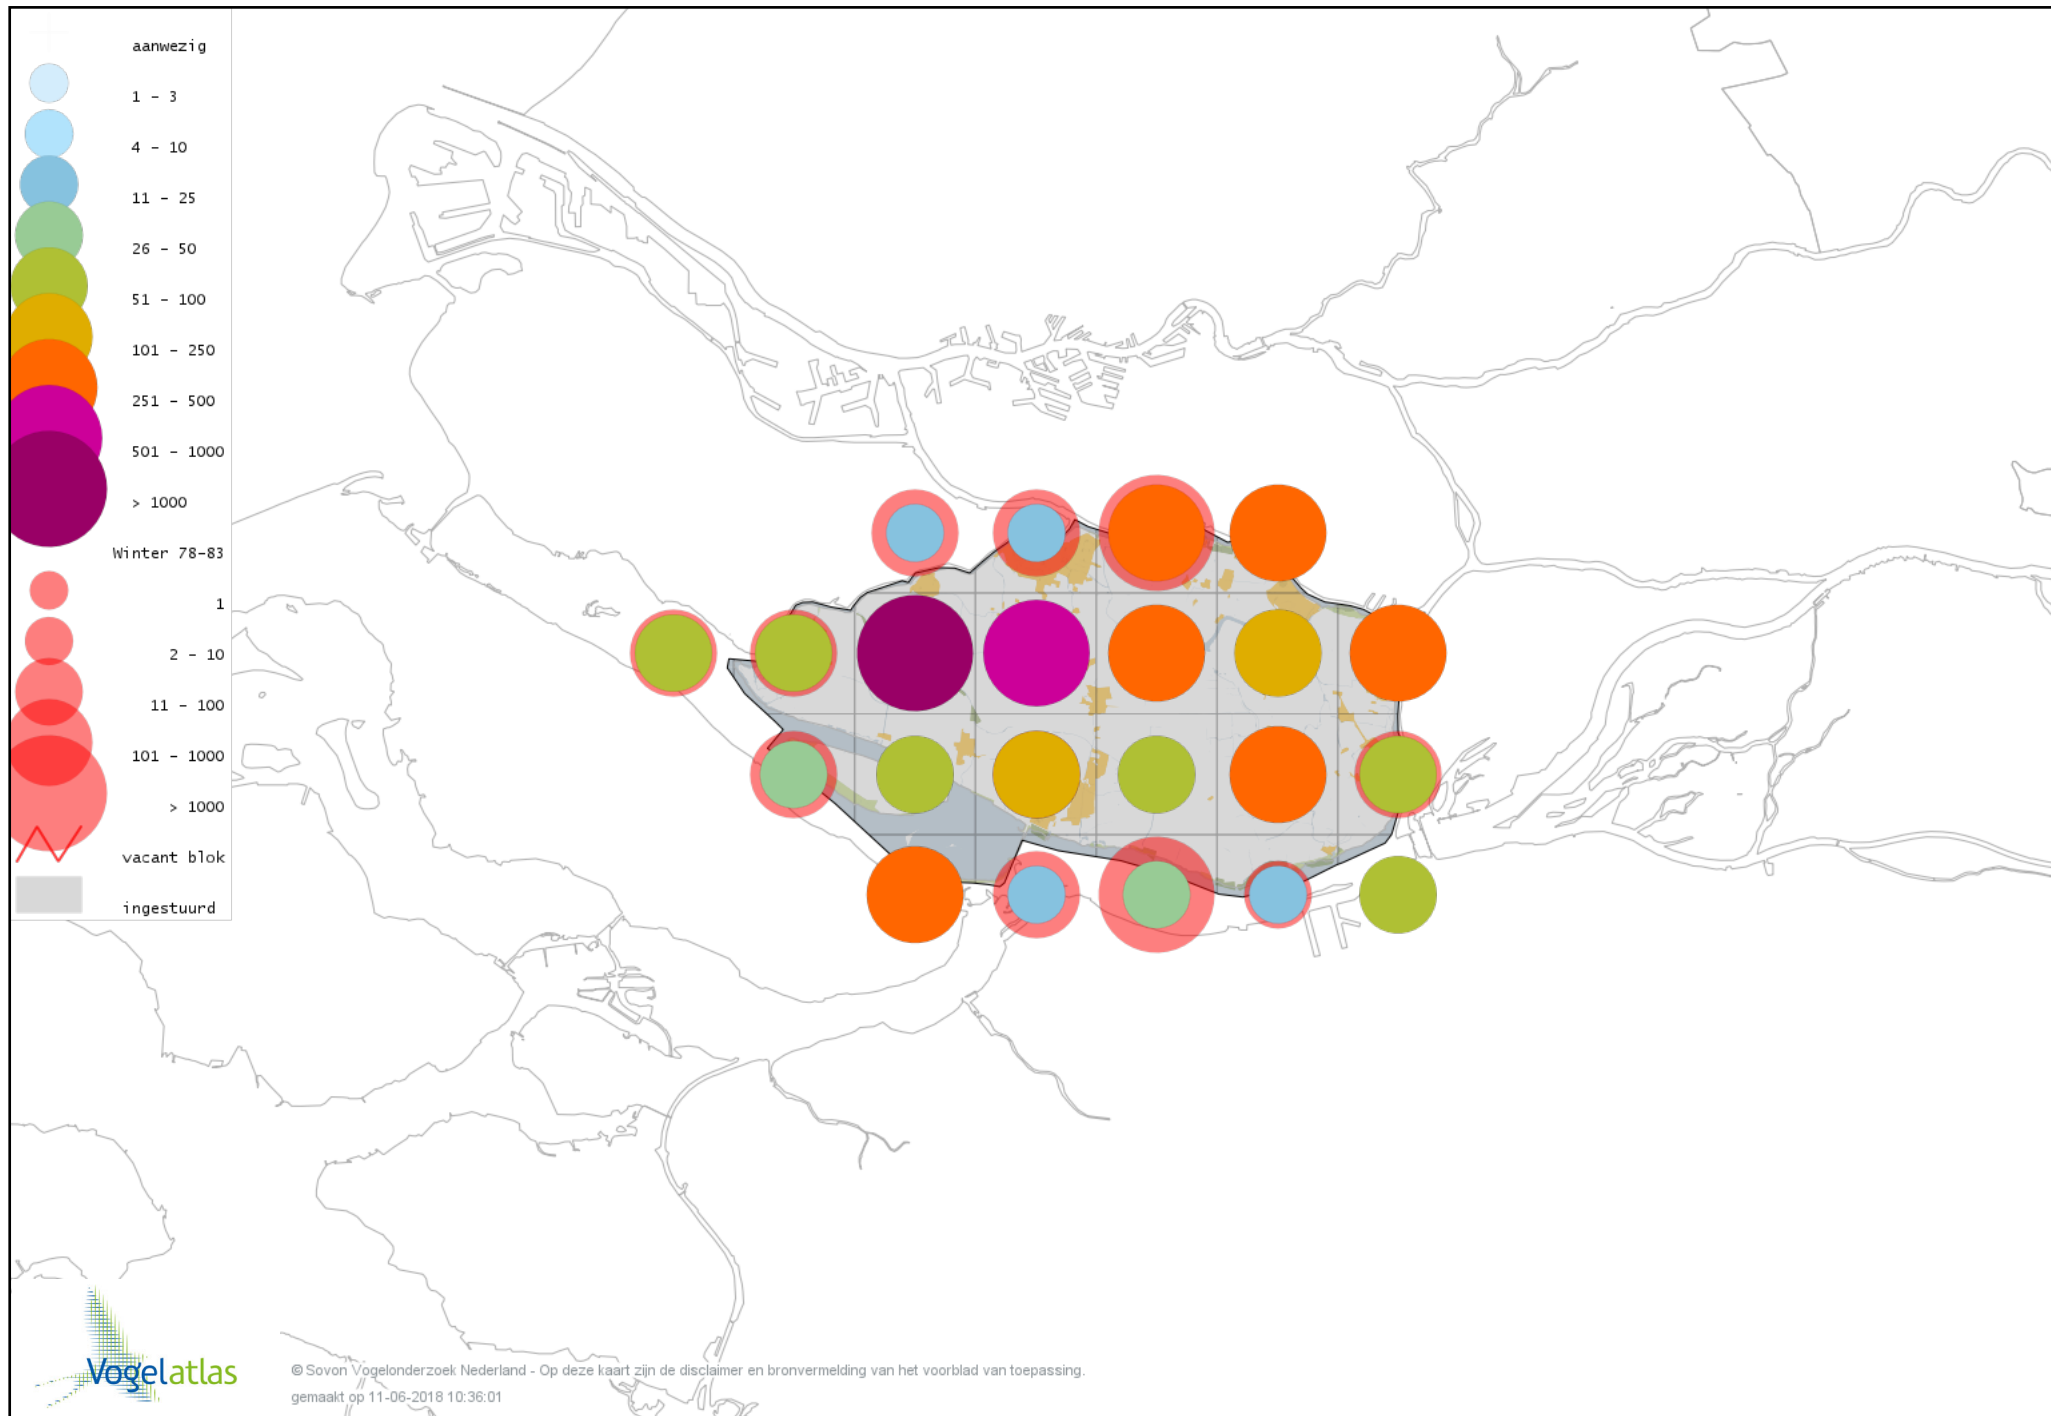 aanwezig
1 - 3
4 - 10
11 - 25
26 - 50
51 - 100
101 - 250
251 - 500
501 - 1000
> 1000
Winter 78-83
1
2 - 10
11 - 100
101 - 1000
> 1000
vacant blok
ingestuurd
Vogelatlas
© Sovon Vogelonderzoek Nederland - Op deze kaart zijn de disclaimer en bronvermelding van het voorblad van toepassing.
gemaakt op 11-06-2018 10:36:01